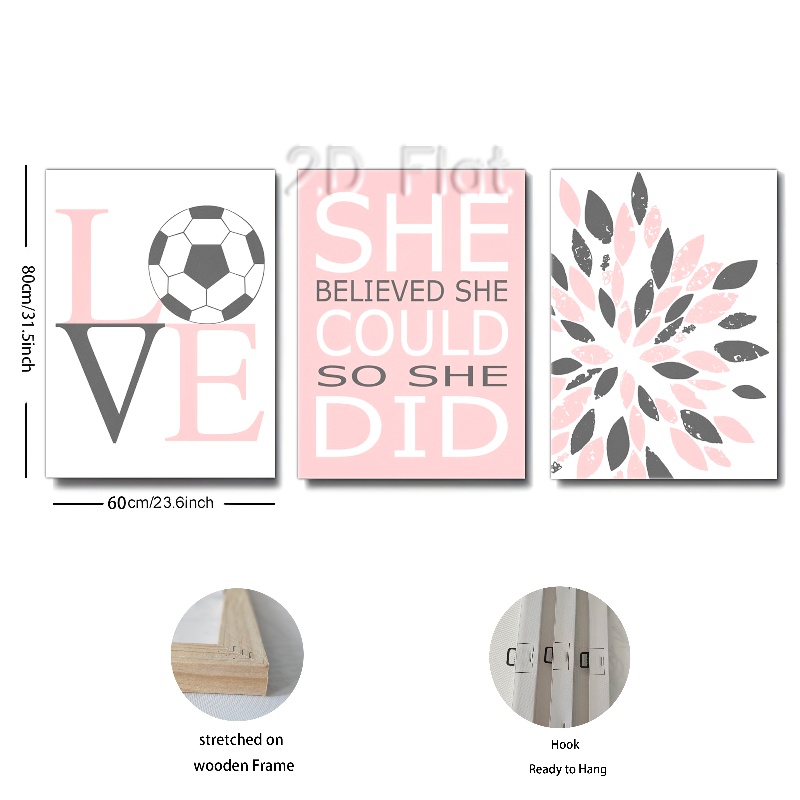 2D Flat
L
VE
SHE
BELIEVED SHE
COULD
SO SHE
DID
80cm/31.5inch
60cm/23.6inch
stretched on
wooden Frame
Hook
Ready to Hang